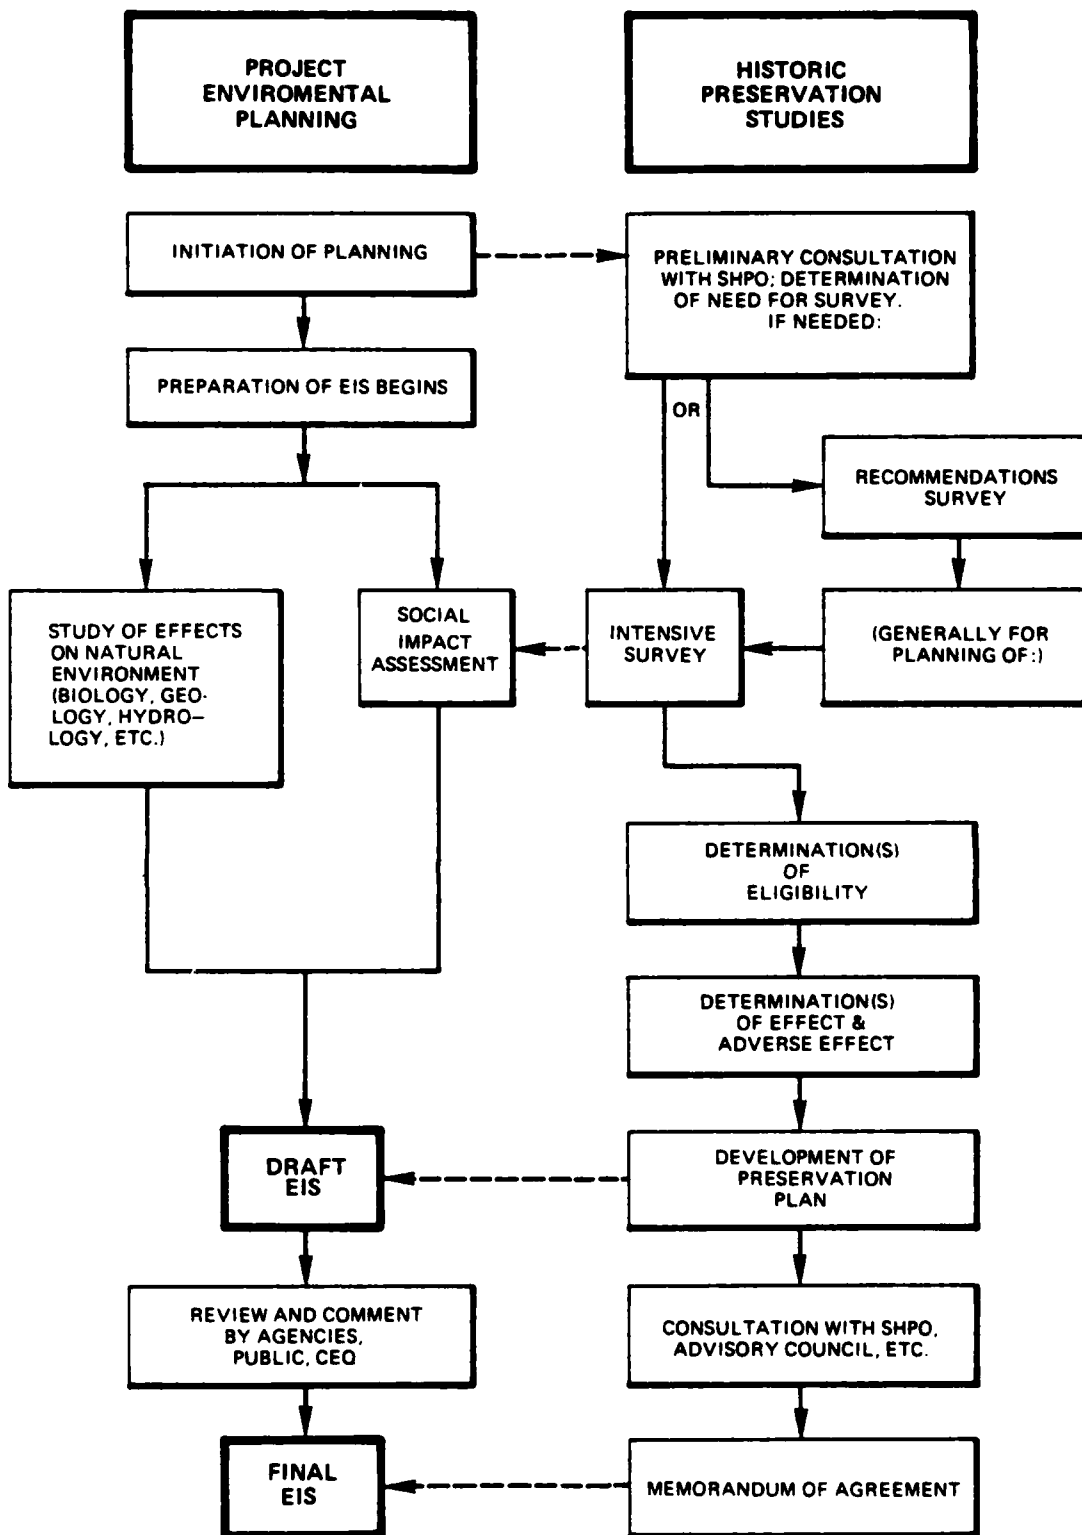 PROJECT
ENVIROMENTAL
PLANNING
HISTORIC
PRESERVATION
STUDIES
INITIATION OF PLANNING
PRELIMINARY CONSULTATION
WITH SHPO; DETERMINATION
OF NEED FOR SURVEY.
IF NEEDED:
PREPARATION OF EIS BEGINS
OR
RECOMMENDATIONS
SURVEY
STUDY OF EFFECTS
ON NATURAL
ENVIRONMENT
(BIOLOGY, GEO-
LOGY, HYDRO—
LOGY, ETC.)
SOCIAL
IMPACT
ASSESSMENT
INTENSIVE
SURVEY
(GENERALLY FOR
PLANNING OF:)
DETERMINATION(S)
OF
ELIGIBILITY
DETERMINATION(S)
OF EFFECT &
ADVERSE EFFECT
DRAFT
EIS
DEVELOPMENT OF
PRESERVATION
PLAN
REVIEW AND COMMENT
BY AGENCIES,
PUBLIC, CEQ
CONSULTATION WITH SHPO,
ADVISORY COUNCIL, ETC.
FINAL
EIS
MEMORANDUM OF AGREEMENT